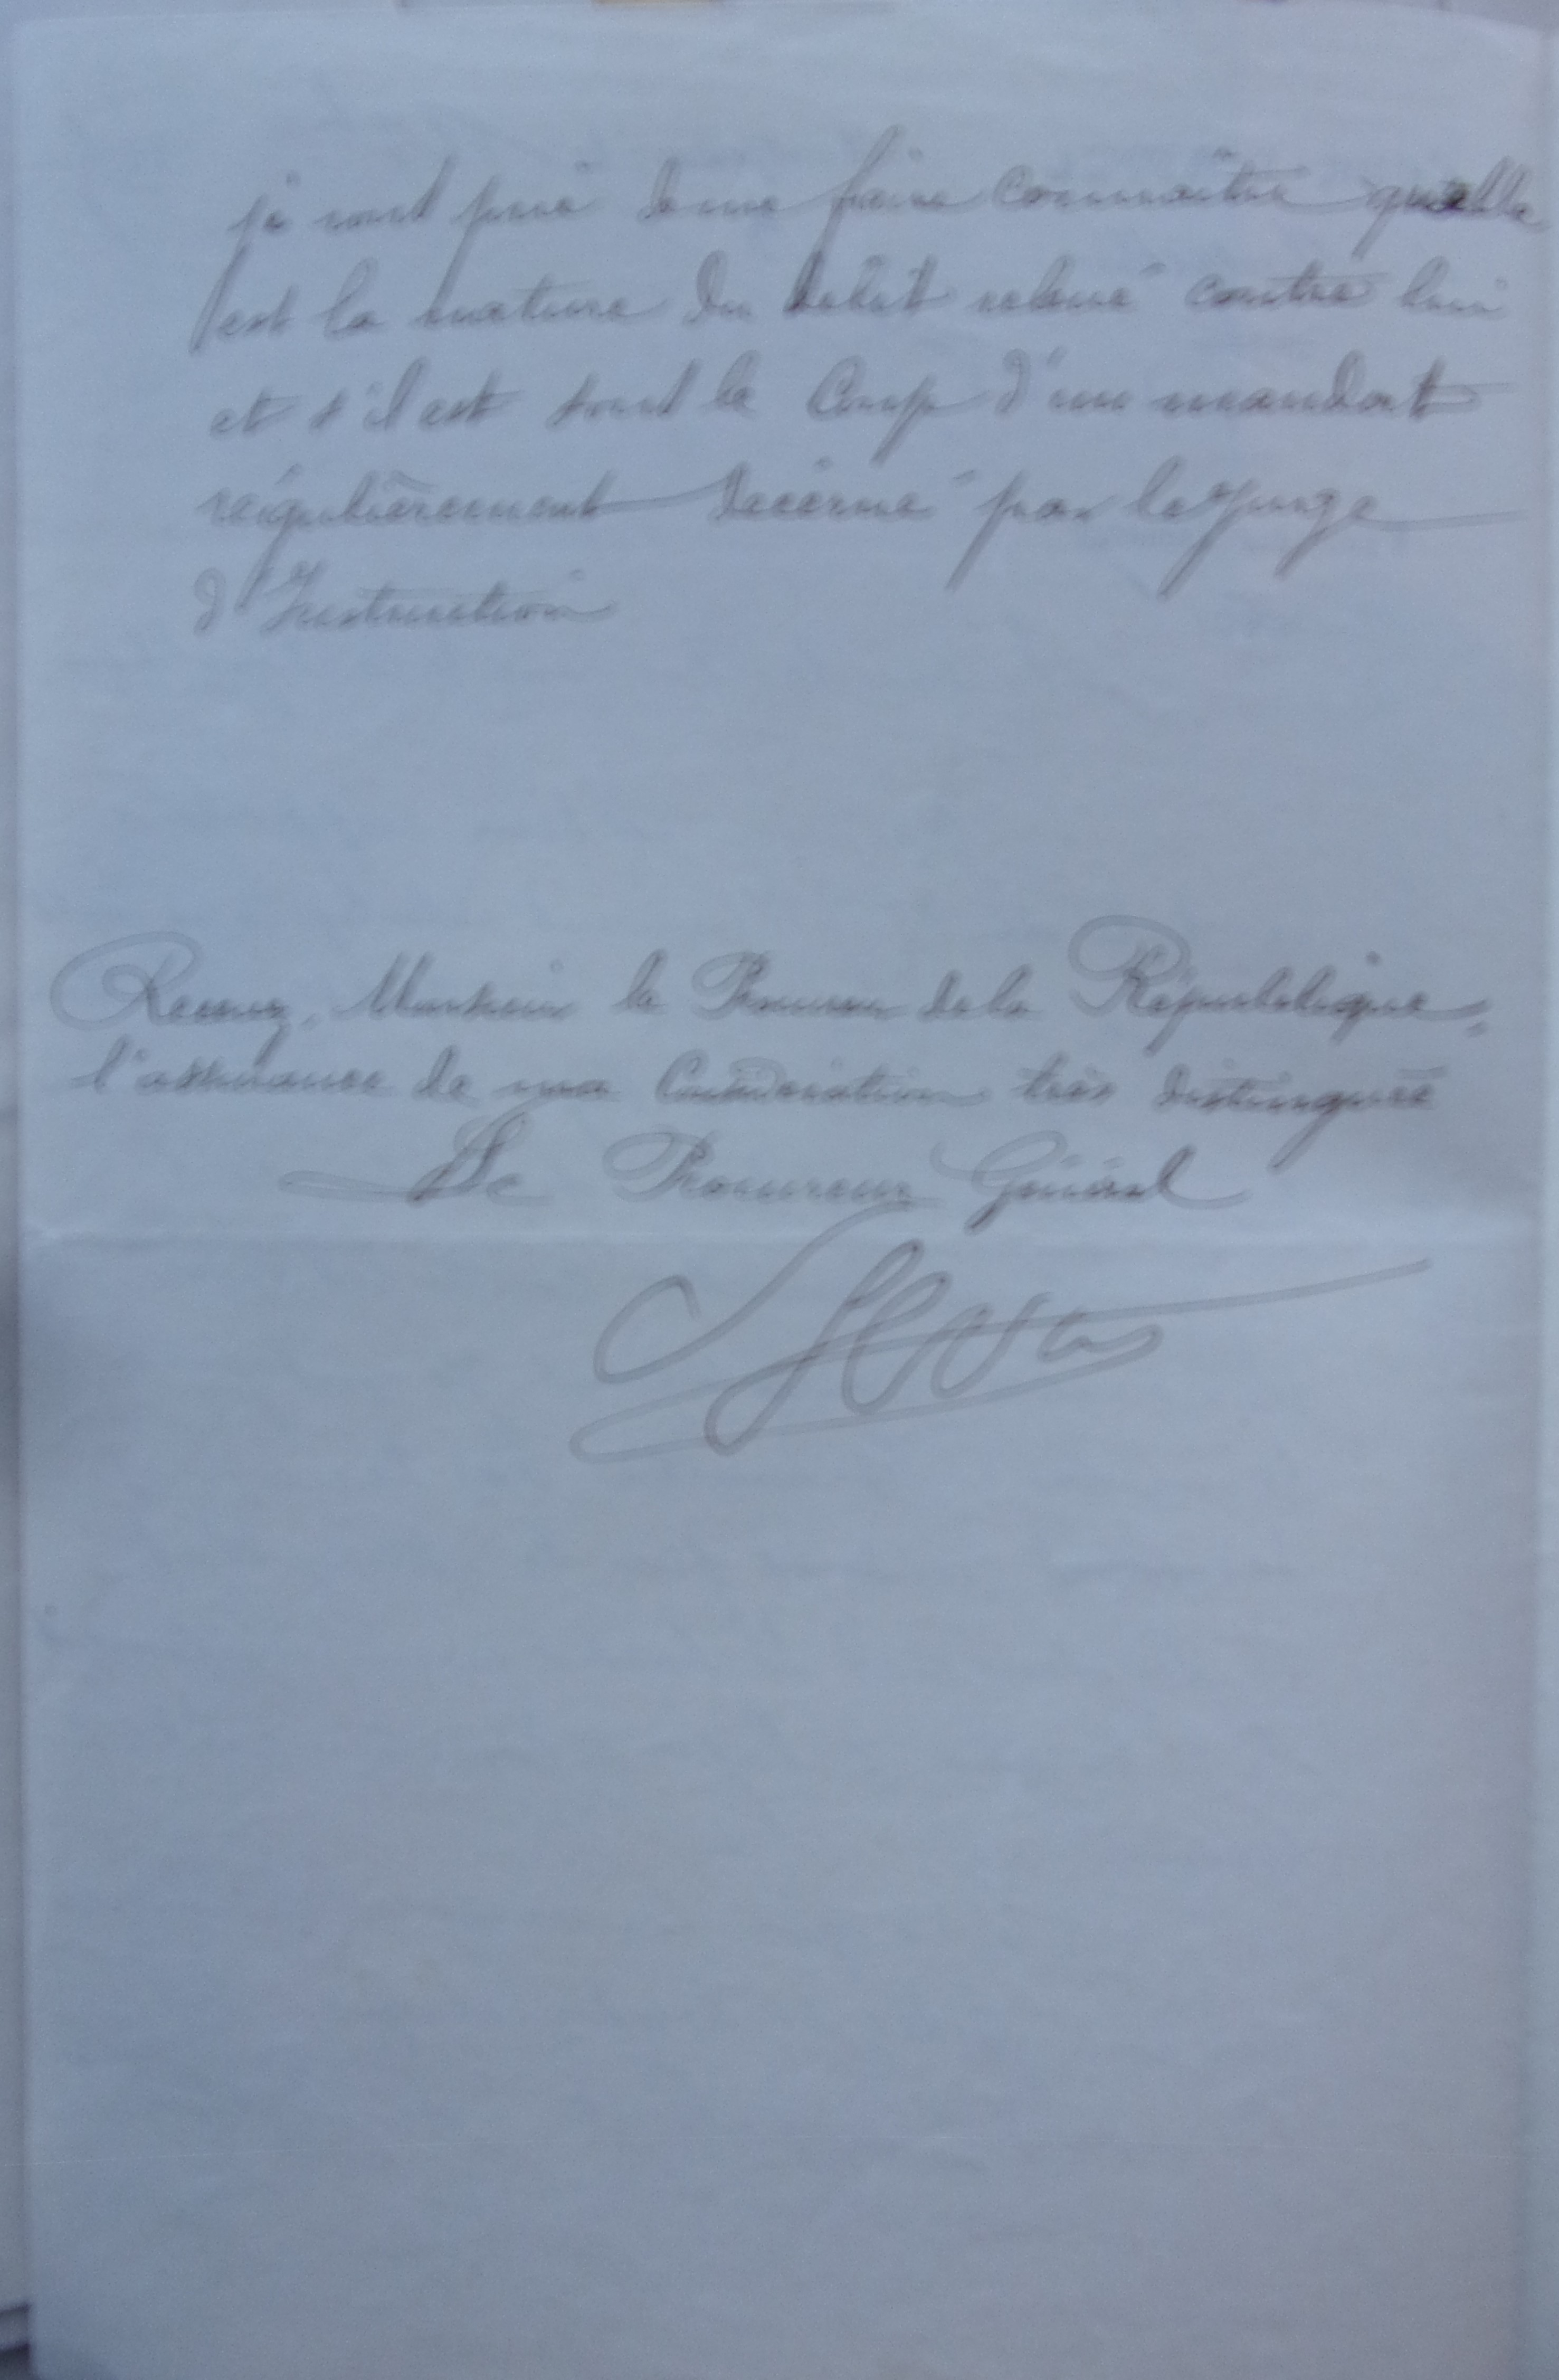 je vous prie de me faire connaître quelle
est la nature du délit relevé contre lui
et s'il est sous le coup d'un mandat
régulièrement décerné par le Juge
d'Instruction
Recevez, Monsieur le Procureur de la République,
l'assurance de ma Considération très distinguée
Le Procureur Général